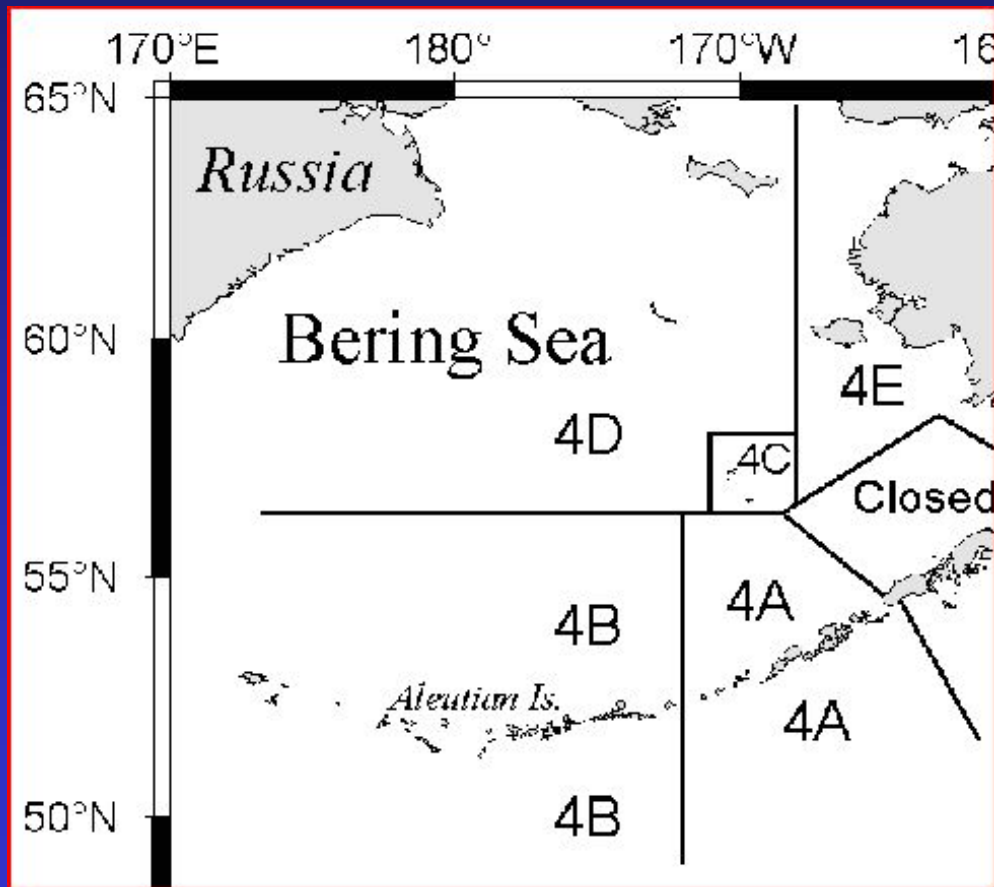 170°E 180° 170°W 16
65°N
Russia
Bering Sea
60°N
4E
4D
4C
Closed
55°N
4A
4B
Aleutian Is.
4A
50°N
4B